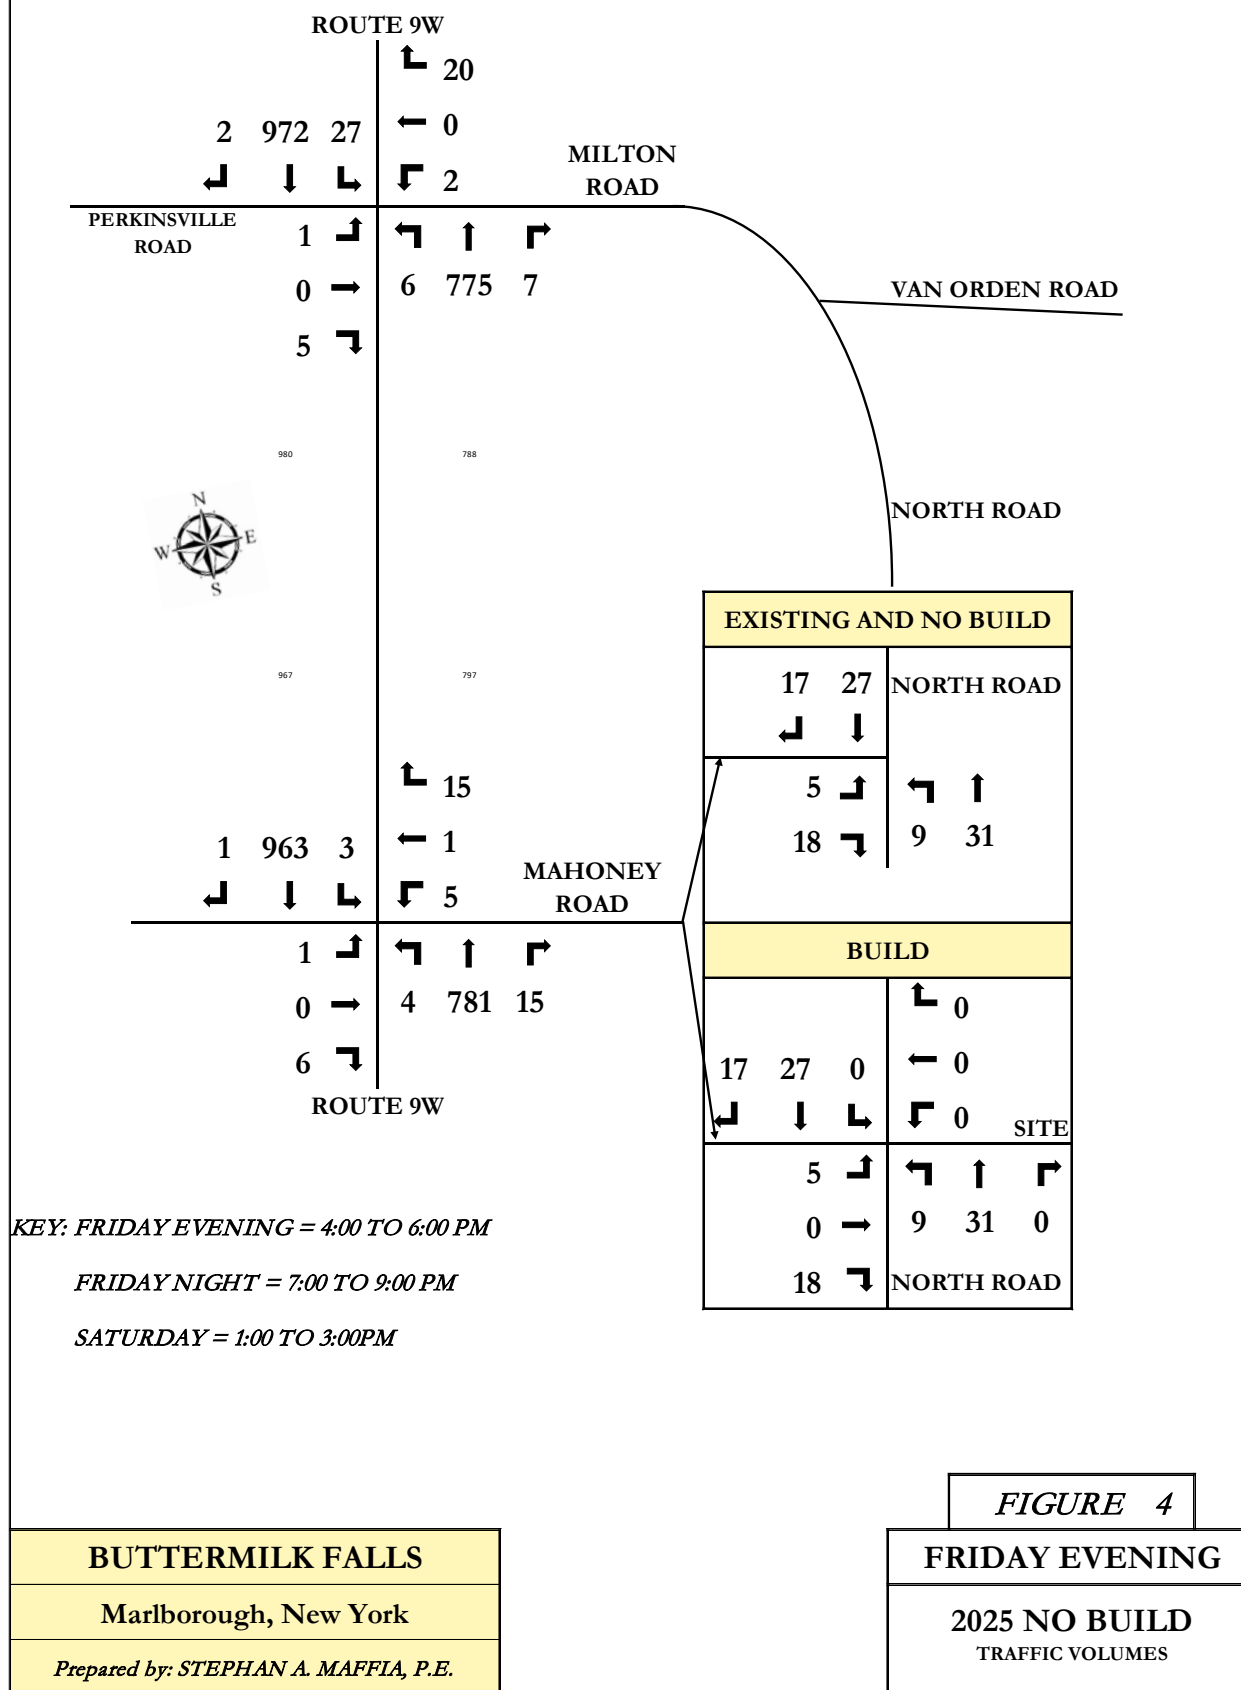 ROUTE 9W
20
2 972 27
0
MILTON
ROAD
2
PERKINSVILLE
ROAD
1
0
5
6 775 7
VAN ORDEN ROAD
980 788
N
W E
S
NORTH ROAD
EXISTING AND NO BUILD
967 797
17 27 NORTH ROAD
15
5
1 963 3
1
18
9 31
MAHONEY
ROAD
5
BUILD
1
0
6
4 781 15
ROUTE 9W
0
17 27 0
0
0
SITE
5
0
9 31 0
18 NORTH ROAD
KEY: FRIDAY EVENING = 4:00 TO 6:00 PM
FRIDAY NIGHT = 7:00 TO 9:00 PM
SATURDAY = 1:00 TO 3:00PM
FIGURE 4
BUTTERMILK FALLS
Marlborough, New York
Prepared by: STEPHAN A. MAFFIA, P.E.
FRIDAY EVENING
2025 NO BUILD
TRAFFIC VOLUMES